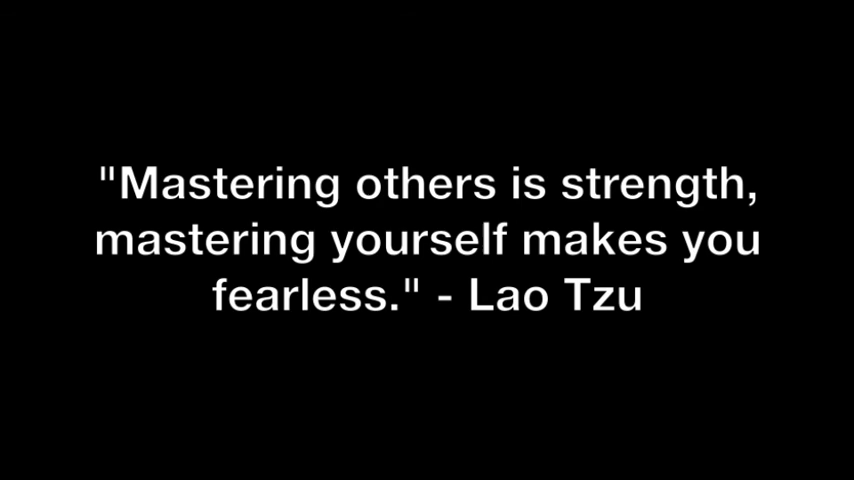 "Mastering others is strength,
mastering yourself makes you
fearless." - Lao Tzu